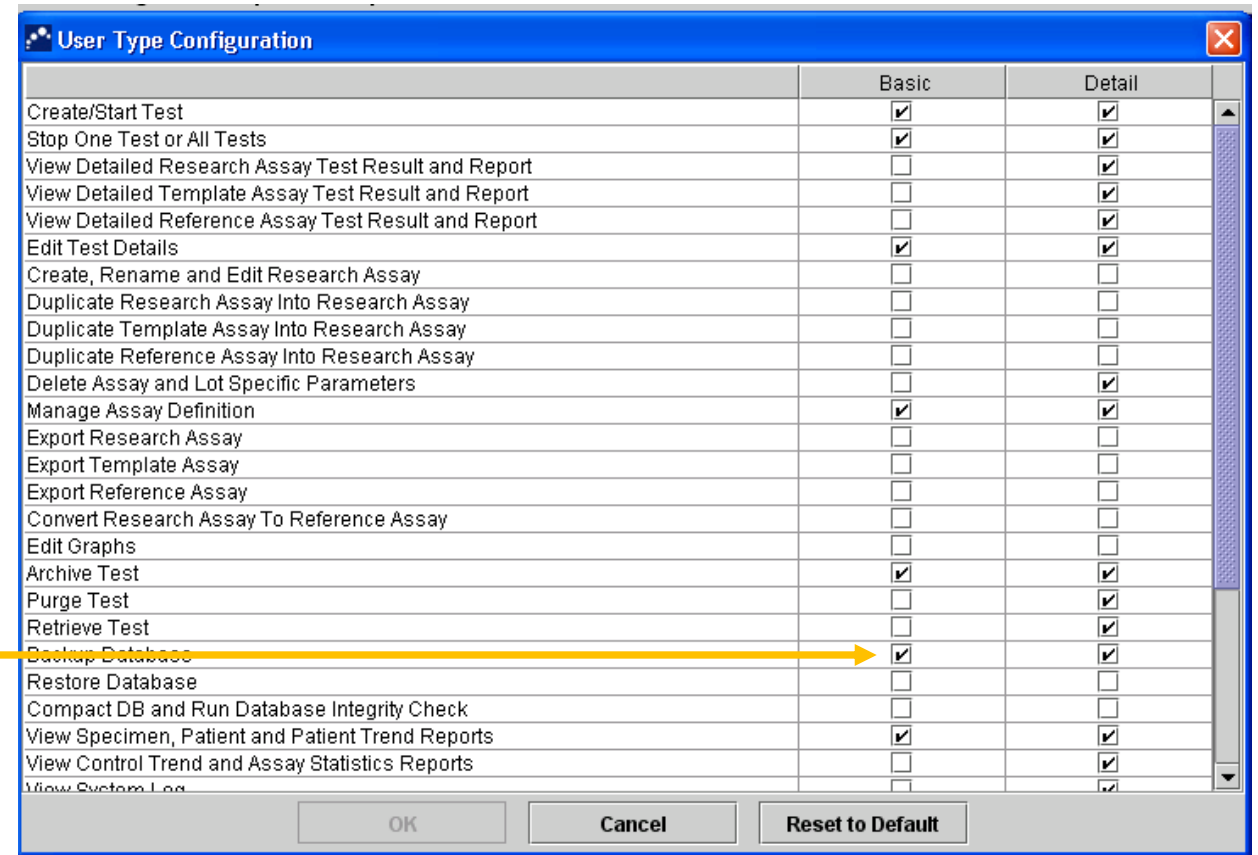 User Type Configuration
Basic Detail
Create/Start Test
Stop One Test or All Tests
View Detailed Research Assay Test Result and Report
View Detailed Template Assay Test Result and Report
View Detailed Reference Assay Test Result and Report
Edit Test Details
Create, Rename and Edit Research Assay
Duplicate Research Assay Into Research Assay
Duplicate Template Assay Into Research Assay
Duplicate Reference Assay Into Research Assay
Delete Assay and Lot Specific Parameters
Manage Assay Definition
Export Research Assay
Export Template Assay
Export Reference Assay
Convert Research Assay To Reference Assay
Edit Graphs
Archive Test
Purge Test
Retrieve Test
Backup Database
Restore Database
Compact DB and Run Database Integrity Check
View Specimen, Patient and Patient Trend Reports
View Control Trend and Assay Statistics Reports
View System Log
OK Cancel Reset to Default